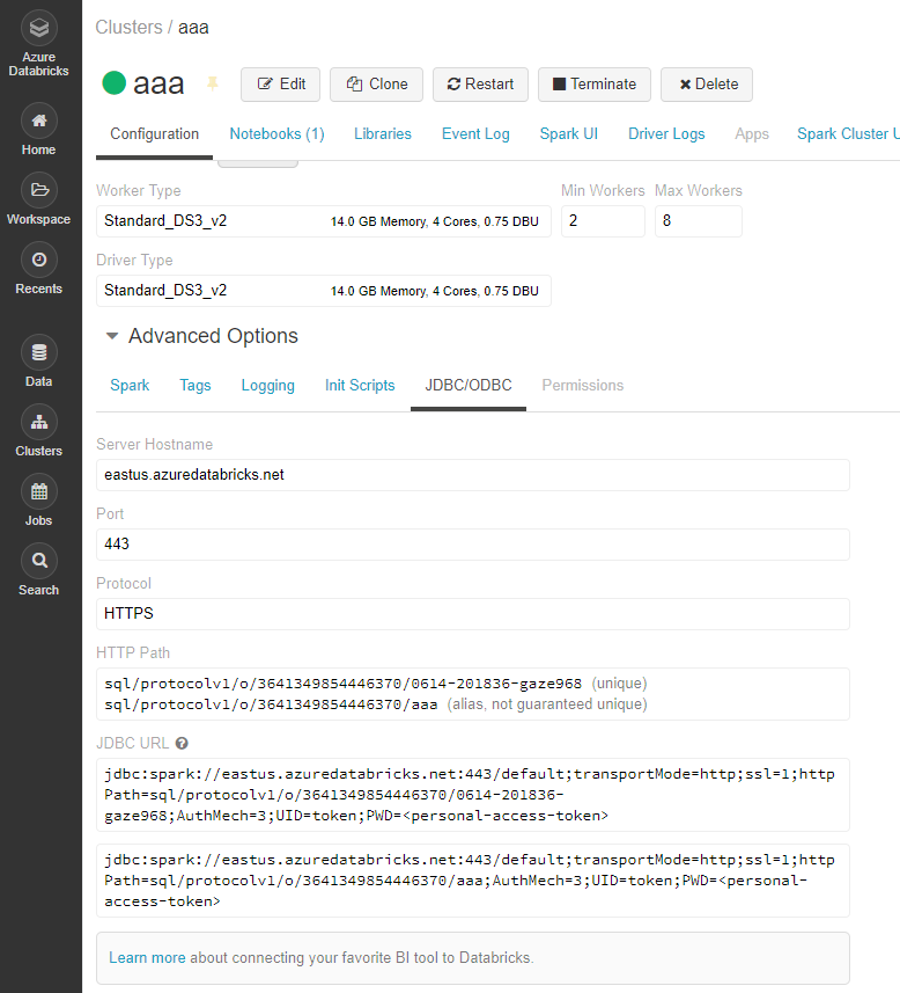 Azure
Databricks
Home
Workspace
Recents
Data
Clusters
Jobs
Search
Clusters / aaa
aaa Edit Clone Restart Terminate Delete
Configuration Notebooks (1) Libraries Event Log Spark UI Driver Logs Apps Spark Cluster U
Worker Type Min Workers Max Workers
Standard_DS3_v2 14.0 GB Memory, 4 Cores, 0.75 DBU 2 8
Driver Type
Standard_DS3_v2 14.0 GB Memory, 4 Cores, 0.75 DBU
Advanced Options
Spark Tags Logging Init Scripts JDBC/ODBC Permissions
Server Hostname
eastus.azuredatabricks.net
Port
443
Protocol
HTTPS
HTTP Path
sql/protocolv1/o/3641349854446370/0614-201836-gaze968 (unique)
sql/protocolv1/o/3641349854446370/aaa (alias, not guaranteed unique)
JDBC URL ?
jdbc:spark://eastus.azuredatabricks.net:443/default;transportMode=http;ssl=1;http
Path=sql/protocolv1/o/3641349854446370/0614-201836-
gaze968;AuthMech=3;UID=token;PWD=<personal-access-token>
jdbc:spark://eastus.azuredatabricks.net:443/default;transportMode=http;ssl=1;http
Path=sql/protocolv1/o/3641349854446370/aaa;AuthMech=3;UID=token;PWD=<personal-
access-token>
Learn more about connecting your favorite BI tool to Databricks.